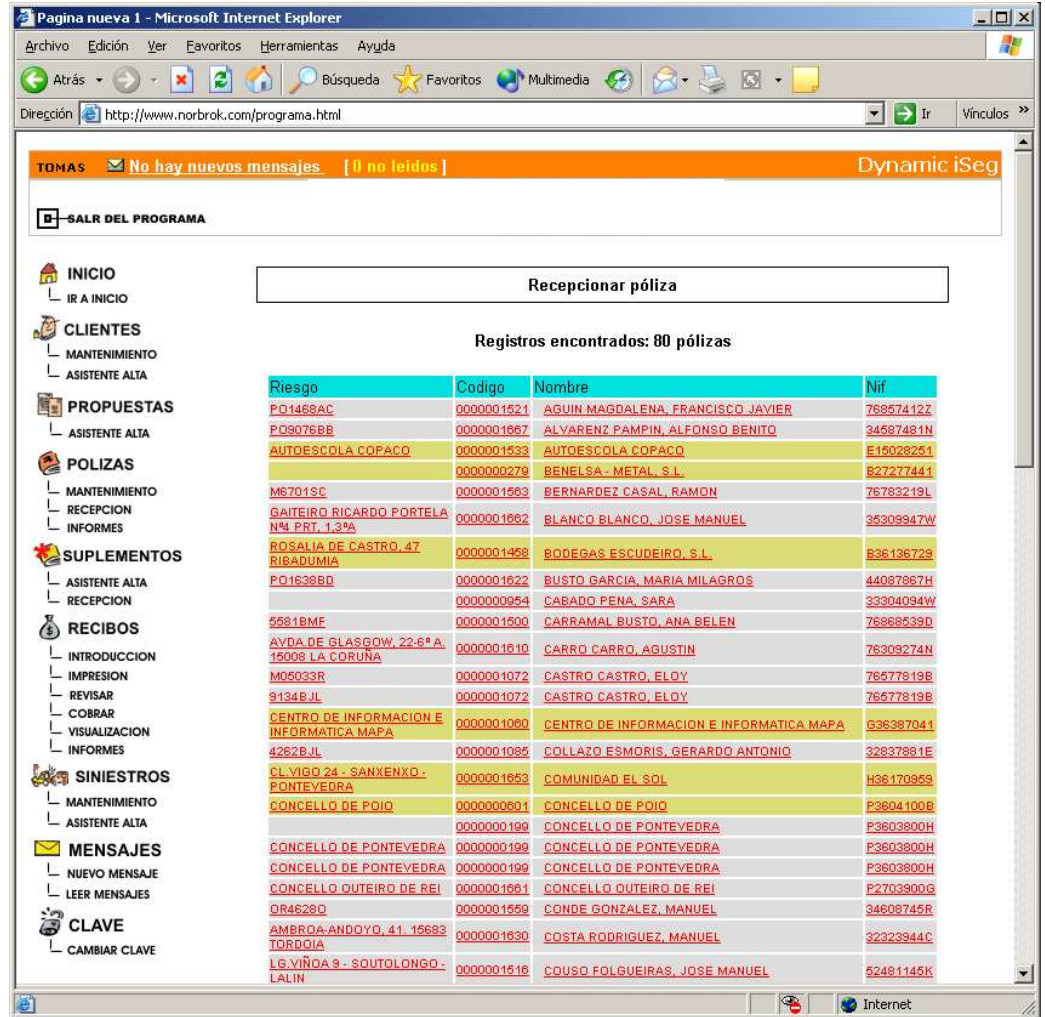 Pagina nueva 1 - Microsoft Internet Explorer
Archivo Edición Ver Favoritos Herramientas Ayuda
Atrás Búsqueda Favoritos Multimedia
Dirección http://www.norbrok.com/programa.html Ir Vínculos »
TOMAS No hay nuevos mensajes [ 0 no leidos ] Dynamic iSeg
SALR DEL PROGRAMA
INICIO
IR A INICIO
CLIENTES
MANTENIMIENTO
ASISTENTE ALTA
PROPUESTAS
ASISTENTE ALTA
POLIZAS
MANTENIMIENTO
RECEPCION
INFORMES
SUPLEMENTOS
ASISTENTE ALTA
RECEPCION
RECIBOS
INTRODUCCION
IMPRESION
REVISAR
COBRAR
VISUALIZACION
INFORMES
SINIESTROS
MANTENIMIENTO
ASISTENTE ALTA
MENSAJES
NUEVO MENSAJE
LEER MENSAJES
CLAVE
CAMBIAR CLAVE
Recepcionar póliza
Registros encontrados: 80 pólizas
Riesgo Codigo Nombre Nif
PO1468AC 0000001521 AGUIN MAGDALENA, FRANCISCO JAVIER 76857412Z
PO9076BB 0000001667 ALVARENZ PAMPIN, ALFONSO BENITO 34587481N
AUTOESCOLA COPACO 0000001533 AUTOESCOLA COPACO E15028251
0000000279 BENELSA - METAL, S.L. B27277441
M6701SC 0000001563 BERNARDEZ CASAL, RAMON 76783219L
GAITEIRO RICARDO PORTELA
Nº4 PRT, 1,3ºA 0000001662 BLANCO BLANCO, JOSE MANUEL 35309947W
ROSALIA DE CASTRO, 47
RIBADUMIA 0000001458 BODEGAS ESCUDEIRO, S.L. B36136729
PO1638BD 0000001622 BUSTO GARCIA, MARIA MILAGROS 44087867H
0000000954 CABADO PENA, SARA 33304094W
5581BMF 0000001500 CARRAMAL BUSTO, ANA BELEN 76868539D
AVDA.DE GLASGOW, 22-6º A.
15008 LA CORUÑA 0000001610 CARRO CARRO, AGUSTIN 76309274N
MO5033R 0000001072 CASTRO CASTRO, ELOY 76577819B
9134BJL 0000001072 CASTRO CASTRO, ELOY 76577819B
CENTRO DE INFORMACION E
INFORMATICA MAPA 0000001060 CENTRO DE INFORMACION E INFORMATICA MAPA G36387041
4262BJL 0000001085 COLLAZO ESMORIS, GERARDO ANTONIO 32837881E
CL.VIGO 24 - SANXENXO -
PONTEVEDRA 0000001653 COMUNIDAD EL SOL H36170959
CONCELLO DE POIO 0000000601 CONCELLO DE POIO P3604100B
0000000199 CONCELLO DE PONTEVEDRA P3603800H
CONCELLO DE PONTEVEDRA 0000000199 CONCELLO DE PONTEVEDRA P3603800H
CONCELLO DE PONTEVEDRA 0000000199 CONCELLO DE PONTEVEDRA P3603800H
CONCELLO OUTEIRO DE REI 0000001661 CONCELLO OUTEIRO DE REI P2703900G
OR4628O 0000001559 CONDE GONZALEZ, MANUEL 34608745R
AMBROA-ANDOYO, 41. 15683
TORDOIA 0000001630 COSTA RODRIGUEZ, MANUEL 32323944C
LG.VIÑOA 9 - SOUTOLONGO -
LALIN 0000001516 COUSO FOLGUEIRAS, JOSE MANUEL 52481145K
Internet